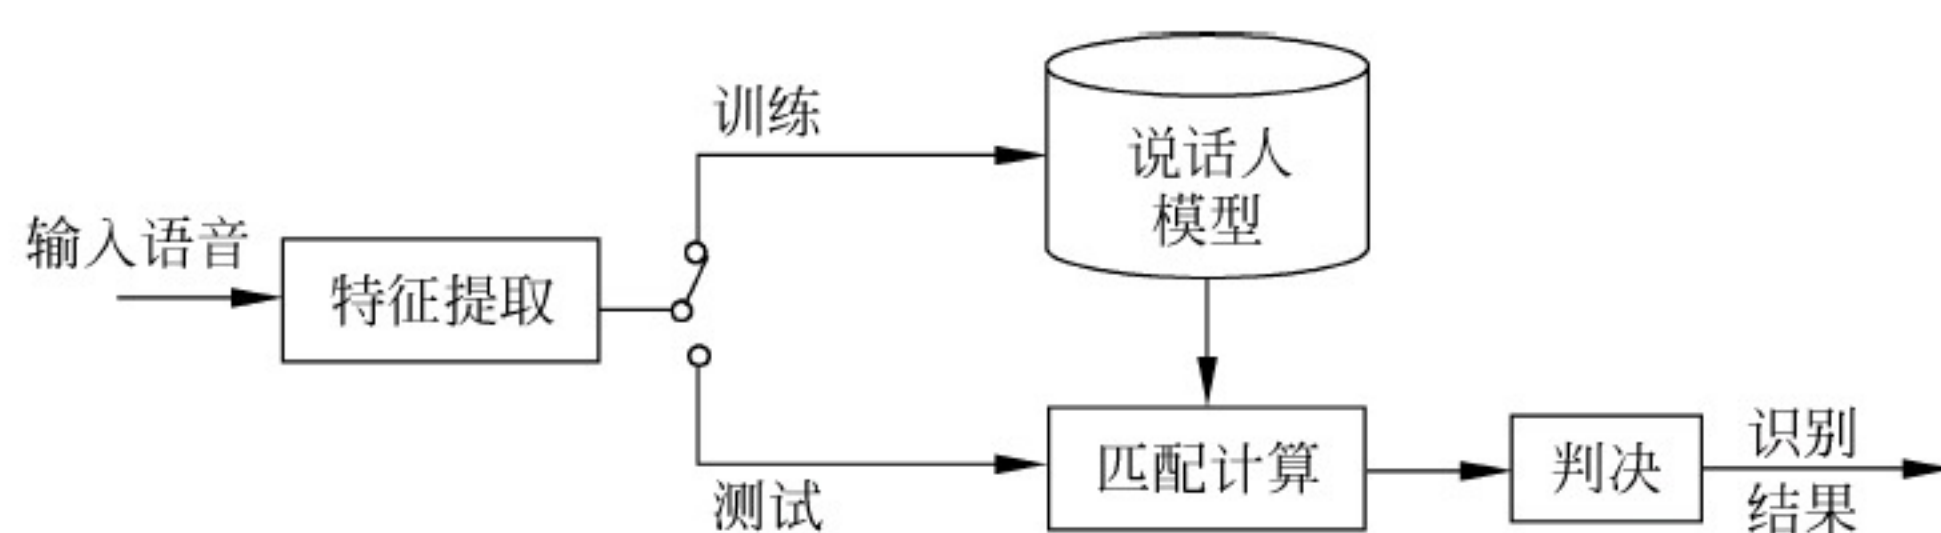 训练
说话人
模型
输入语音
特征提取
测试
匹配计算
判决
识别
结果